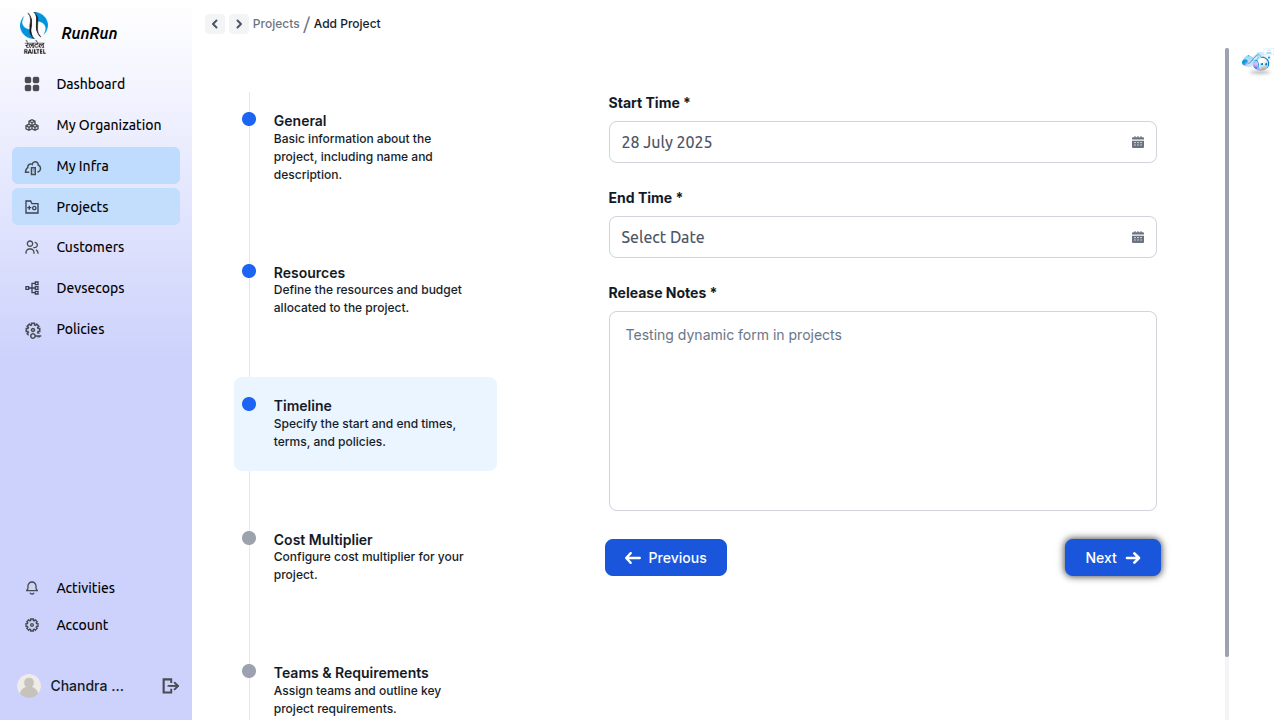 रेलटेल
RAILTEL
RunRun
Dashboard
My Organization
My Infra
Projects
Customers
Devsecops
Policies
Activities
Account
Chandra ...
Projects / Add Project
General
Basic information about the
project, including name and
description.
Resources
Define the resources and budget
allocated to the project.
Timeline
Specify the start and end times,
terms, and policies.
Cost Multiplier
Configure cost multiplier for your
project.
Teams & Requirements
Assign teams and outline key
project requirements.
Start Time *
28 July 2025
End Time *
Select Date
Release Notes *
Testing dynamic form in projects
Previous
Next